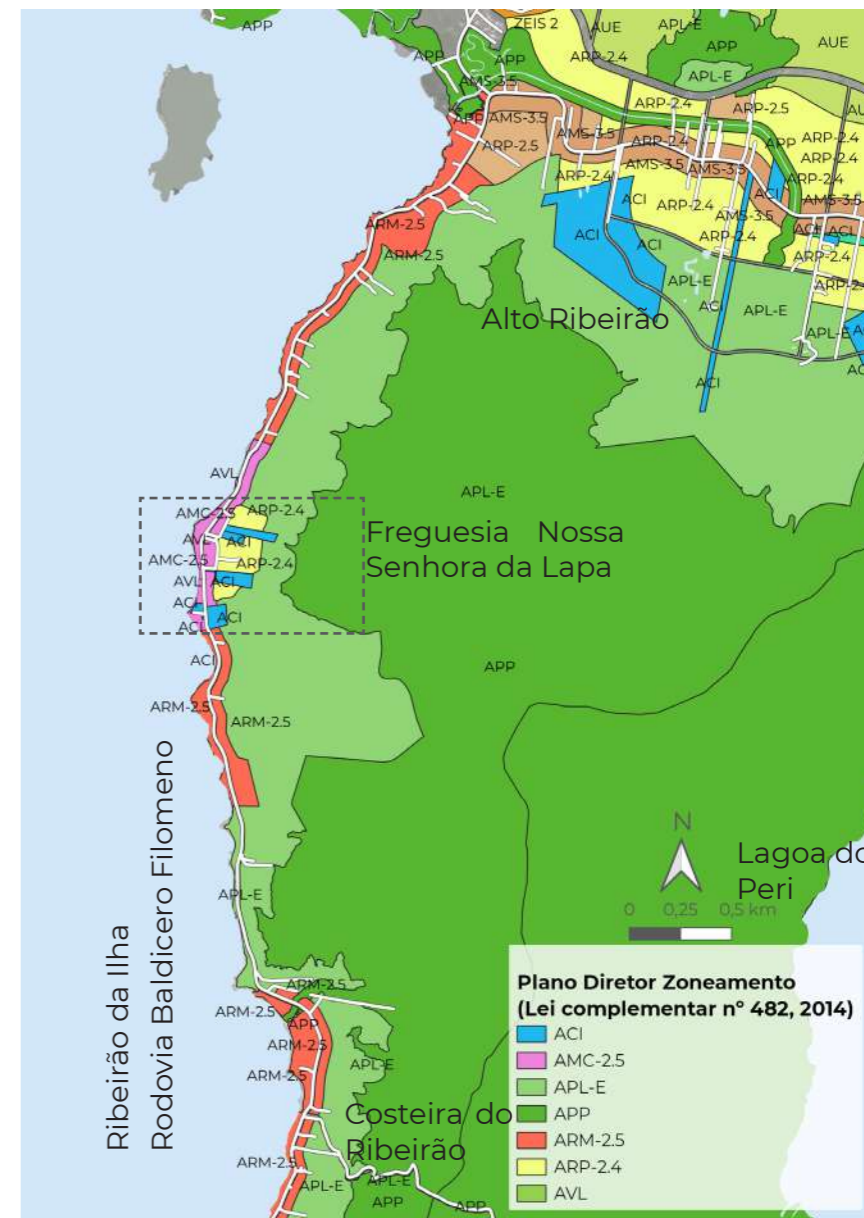 APP
ZEIS 2
AUE
APL-E
APP
AUE
APP
APP
ARP-2.4
APL-E
AMS-3.5
ARP-2.4
ARP-2.5
APP
AMS-3.5
AMS-3.5
ARP-2.4
APP
ARP-2.4
ARP-2.5
ARP-2.4
AMS-3.5
AMS-3.5
ARP-2.4
ARP-2.4
ACI
ARP-2.4
ACI
AMS-3.5
ARM-2.5
ACI
ACI
ARP-2.4
AMS-3.5
ACI
ARP-2.4
ARM-2.5
ARP-2.4
APL-E
ACI
APL-E
Alto Ribeirão
ACI
AVL
APL-E
AMC-2.5
ARP-2.4
Freguesia Nossa
Senhora da Lapa
AVL
ACI
AMC-2.5
ARP-2.4
AVL
ACI
ACI
ACI
ACI
ACI
APP
ARM-2.5
ARM-2.5
Ribeirão da Ilha
Rodovia Baldicero Filomeno
N
Lagoa do
Peri
0 0,25 0,5 km
APL-E
ARM-2.5
ARM-2.5
APP
ARM-2.5
APL-E
ARM-2.5
Costeira do
Ribeirão
ARM-2.5
APL-E
APL-E
APP
APP
Plano Diretor Zoneamento
(Lei complementar nº 482, 2014)
ACI
AMC-2.5
APL-E
APP
ARM-2.5
ARP-2.4
AVL